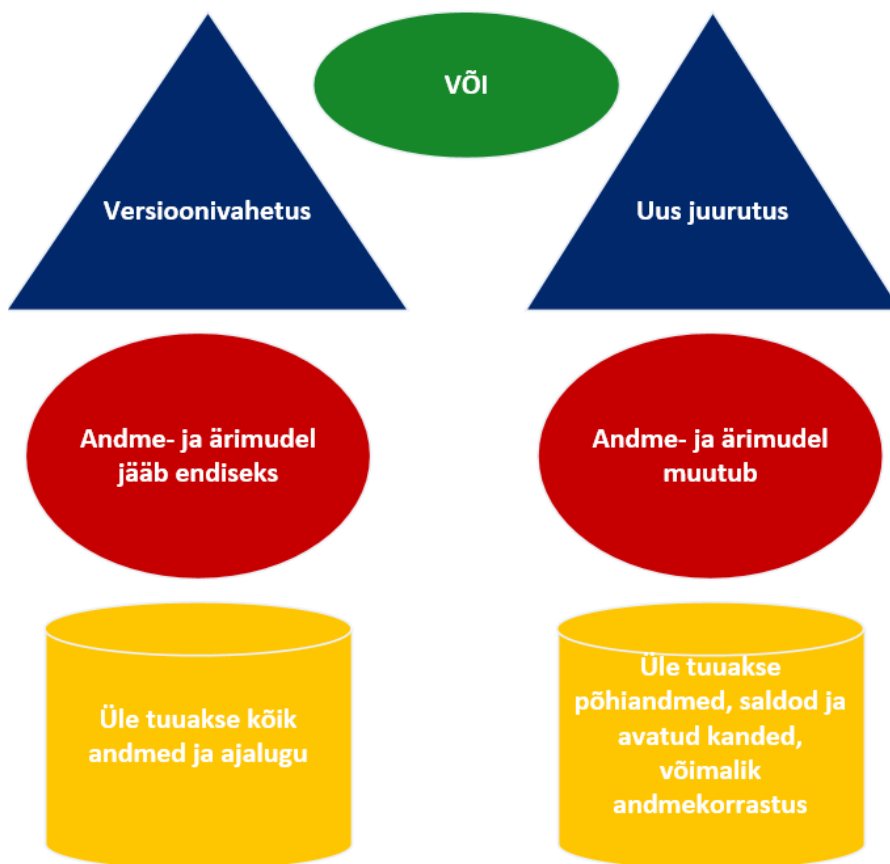 VÕI
Versioonivahetus
Uus juurutus
Andme- ja ärimudel
jääb endiseks
Andme- ja ärimudel
muutub
Üle tuuakse kõik
andmed ja ajalugu
Üle tuuakse
põhiandmed, saldod ja
avatud kanded,
võimalik
andmekorrastus